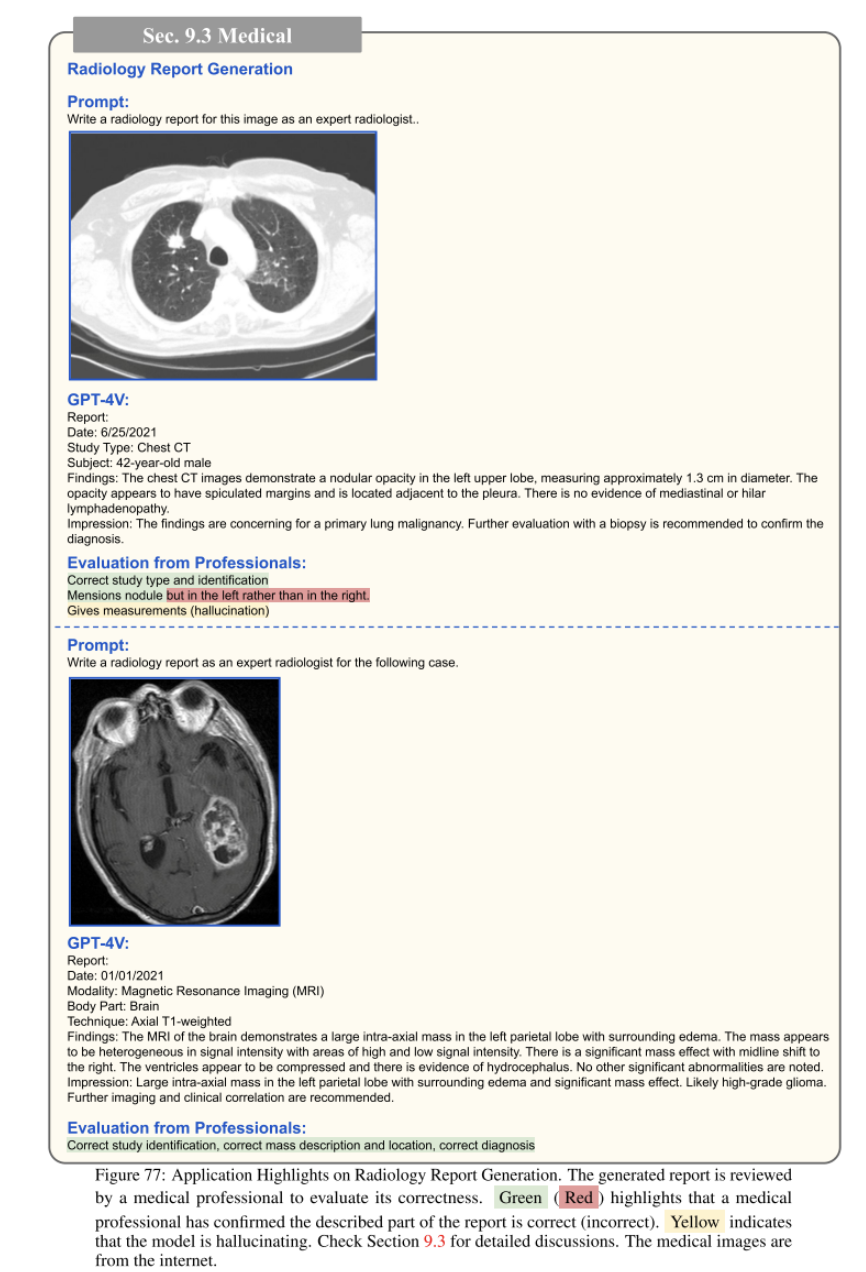 Sec. 9.3 Medical
Radiology Report Generation
Prompt:
Write a radiology report for this image as an expert radiologist..
GPT-4V:
Report:
Date: 6/25/2021
Study Type: Chest CT
Subject: 42-year-old male
Findings: The chest CT images demonstrate a nodular opacity in the left upper lobe, measuring approximately 1.3 cm in diameter. The
opacity appears to have spiculated margins and is located adjacent to the pleura. There is no evidence of mediastinal or hilar
lymphadenopathy.
Impression: The findings are concerning for a primary lung malignancy. Further evaluation with a biopsy is recommended to confirm the
diagnosis.
Evaluation from Professionals:
Correct study type and identification
Mensions nodule but in the left rather than in the right.
Gives measurements (hallucination)
Prompt:
Write a radiology report as an expert radiologist for the following case.
GPT-4V:
Report:
Date: 01/01/2021
Modality: Magnetic Resonance Imaging (MRI)
Body Part: Brain
Technique: Axial T1-weighted
Findings: The MRI of the brain demonstrates a large intra-axial mass in the left parietal lobe with surrounding edema. The mass appears
to be heterogeneous in signal intensity with areas of high and low signal intensity. There is a significant mass effect with midline shift to
the right. The ventricles appear to be compressed and there is evidence of hydrocephalus. No other significant abnormalities are noted.
Impression: Large intra-axial mass in the left parietal lobe with surrounding edema and significant mass effect. Likely high-grade glioma.
Further imaging and clinical correlation are recommended.
Evaluation from Professionals:
Correct study identification, correct mass description and location, correct diagnosis
Figure 77: Application Highlights on Radiology Report Generation. The generated report is reviewed
by a medical professional to evaluate its correctness. Green (Red) highlights that a medical
professional has confirmed the described part of the report is correct (incorrect). Yellow indicates
that the model is hallucinating. Check Section 9.3 for detailed discussions. The medical images are
from the internet.